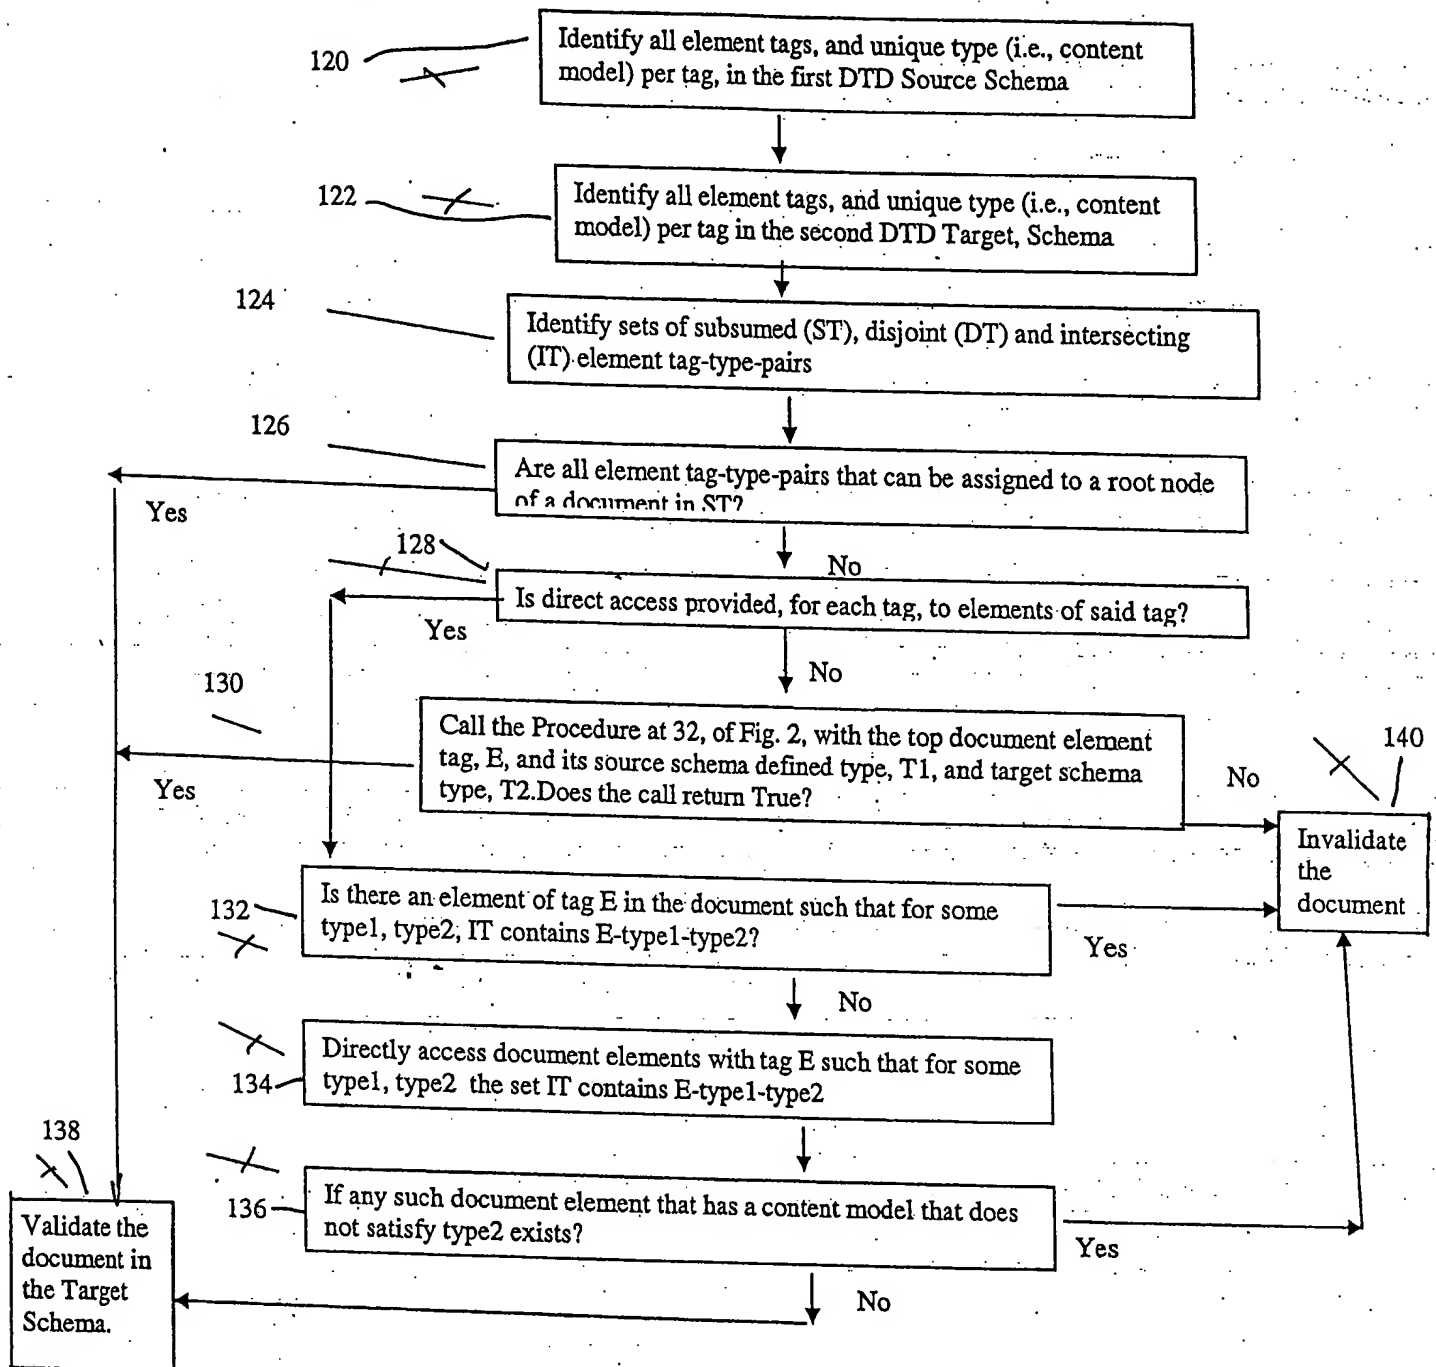 120
Identify all element tags, and unique type (i.e., content
model) per tag, in the first DTD Source Schema
122
Identify all element tags, and unique type (i.e., content
model) per tag in the second DTD Target, Schema
124
Identify sets of subsumed (ST), disjoint (DT) and intersecting
(IT) element tag-type-pairs
126
Are all element tag-type-pairs that can be assigned to a root node
of a document in ST?
Yes
No
128
Is direct access provided, for each tag, to elements of said tag?
Yes
No
130
Call the Procedure at 32, of Fig. 2, with the top document element
tag, E, and its source schema defined type, T1, and target schema
type, T2.Does the call return True?
Yes
No
140
Invalidate
the
document
132
Is there an element of tag E in the document such that for some
type1, type2, IT contains E-type1-type2?
Yes
No
134
Directly access document elements with tag E such that for some
type1, type2 the set IT contains E-type1-type2
138
136
If any such document element that has a content model that does
not satisfy type2 exists?
Yes
No
Validate the
document in
the Target
Schema.